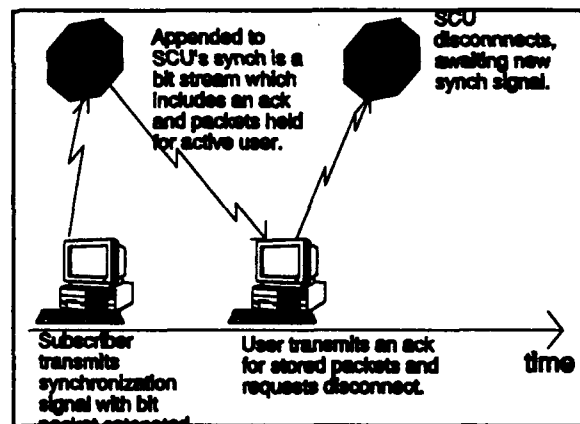 Appended to
SCU's synch is a
bit stream which
includes an ack
and packets held
for active user.
SCU
disconnnects,
awaiting new
synch signal.
Subscriber
transmits
synchronization
signal with bit
User transmits an ack
for stored packets and
requests disconnect.
time